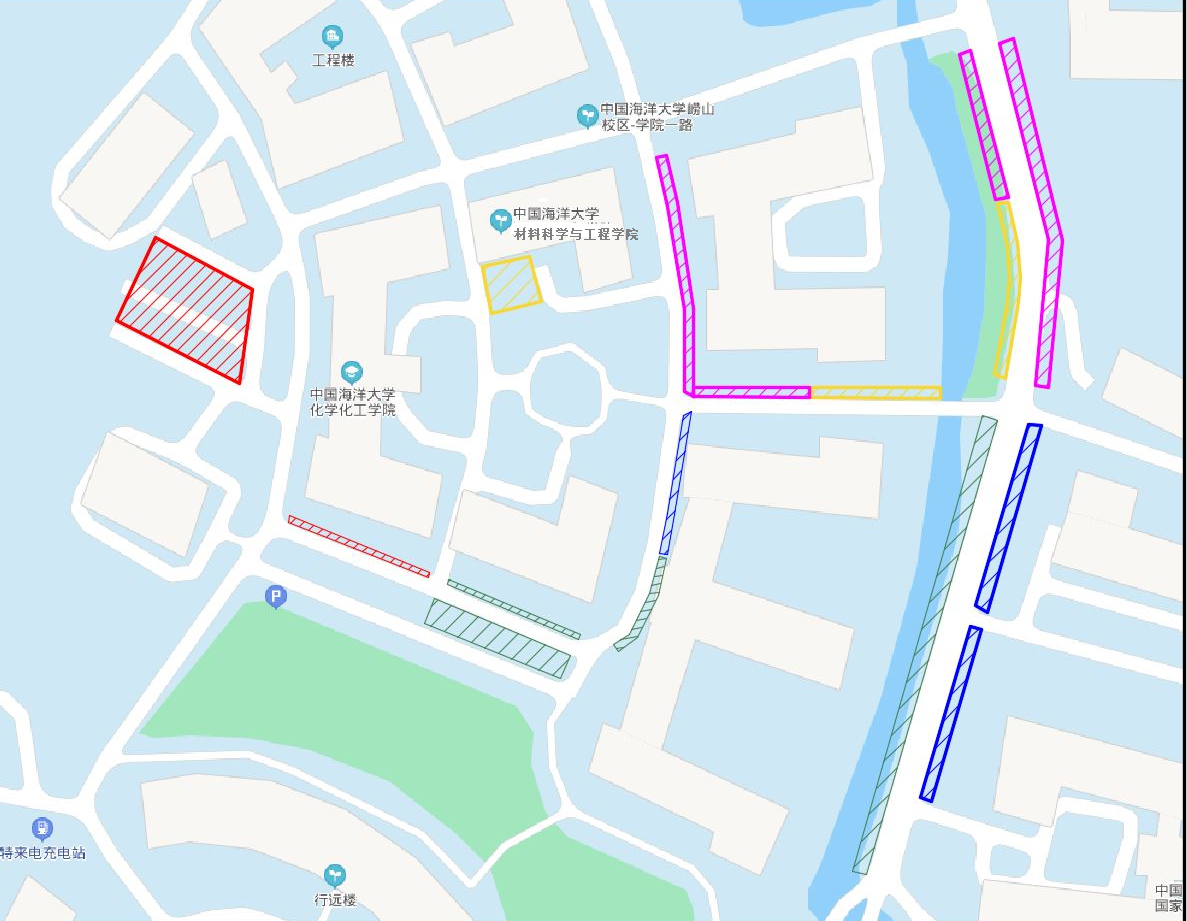 工程楼
中国海洋大学崂山
校区-学院一路
中国海洋大学
材料科学与工程学院
中国海洋大学
化学化工学院
P
特来电充电站
行远楼
中国
国家